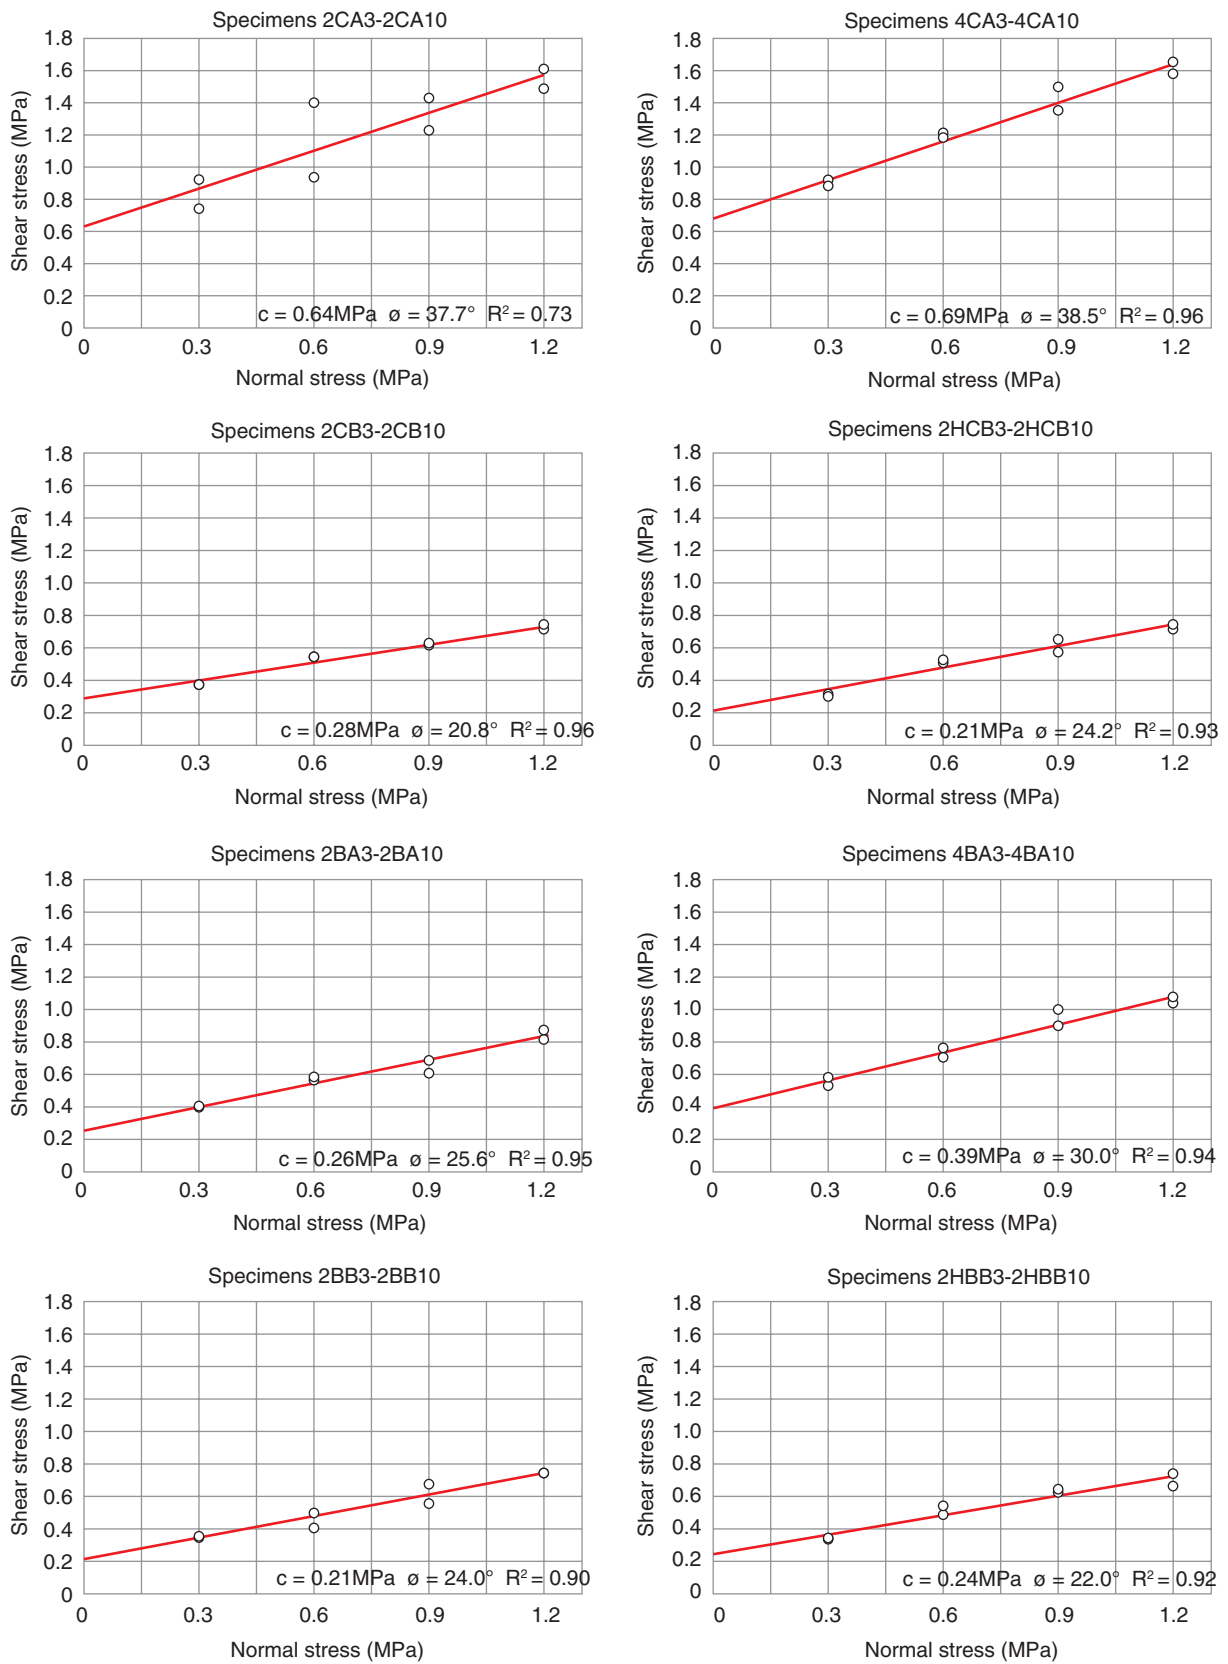 Specimens 2CA3-2CA10
Shear stress (MPa)
1.8
1.6
1.4
1.2
1.0
0.8
0.6
0.4
0.2
0
c = 0.64MPa ø = 37.7° R² = 0.73
0 0.3 0.6 0.9 1.2
Normal stress (MPa)
Specimens 4CA3-4CA10
Shear stress (MPa)
1.8
1.6
1.4
1.2
1.0
0.8
0.6
0.4
0.2
0
c = 0.69MPa ø = 38.5° R² = 0.96
0 0.3 0.6 0.9 1.2
Normal stress (MPa)
Specimens 2CB3-2CB10
Shear stress (MPa)
1.8
1.6
1.4
1.2
1.0
0.8
0.6
0.4
0.2
0
c = 0.28MPa ø = 20.8° R² = 0.96
0 0.3 0.6 0.9 1.2
Normal stress (MPa)
Specimens 2HCB3-2HCB10
Shear stress (MPa)
1.8
1.6
1.4
1.2
1.0
0.8
0.6
0.4
0.2
0
c = 0.21MPa ø = 24.2° R² = 0.93
0 0.3 0.6 0.9 1.2
Normal stress (MPa)
Specimens 2BA3-2BA10
Shear stress (MPa)
1.8
1.6
1.4
1.2
1.0
0.8
0.6
0.4
0.2
0
c = 0.26MPa ø = 25.6° R² = 0.95
0 0.3 0.6 0.9 1.2
Normal stress (MPa)
Specimens 4BA3-4BA10
Shear stress (MPa)
1.8
1.6
1.4
1.2
1.0
0.8
0.6
0.4
0.2
0
c = 0.39MPa ø = 30.0° R² = 0.94
0 0.3 0.6 0.9 1.2
Normal stress (MPa)
Specimens 2BB3-2BB10
Shear stress (MPa)
1.8
1.6
1.4
1.2
1.0
0.8
0.6
0.4
0.2
0
c = 0.21MPa ø = 24.0° R² = 0.90
0 0.3 0.6 0.9 1.2
Normal stress (MPa)
Specimens 2HBB3-2HBB10
Shear stress (MPa)
1.8
1.6
1.4
1.2
1.0
0.8
0.6
0.4
0.2
0
c = 0.24MPa ø = 22.0° R² = 0.92
0 0.3 0.6 0.9 1.2
Normal stress (MPa)